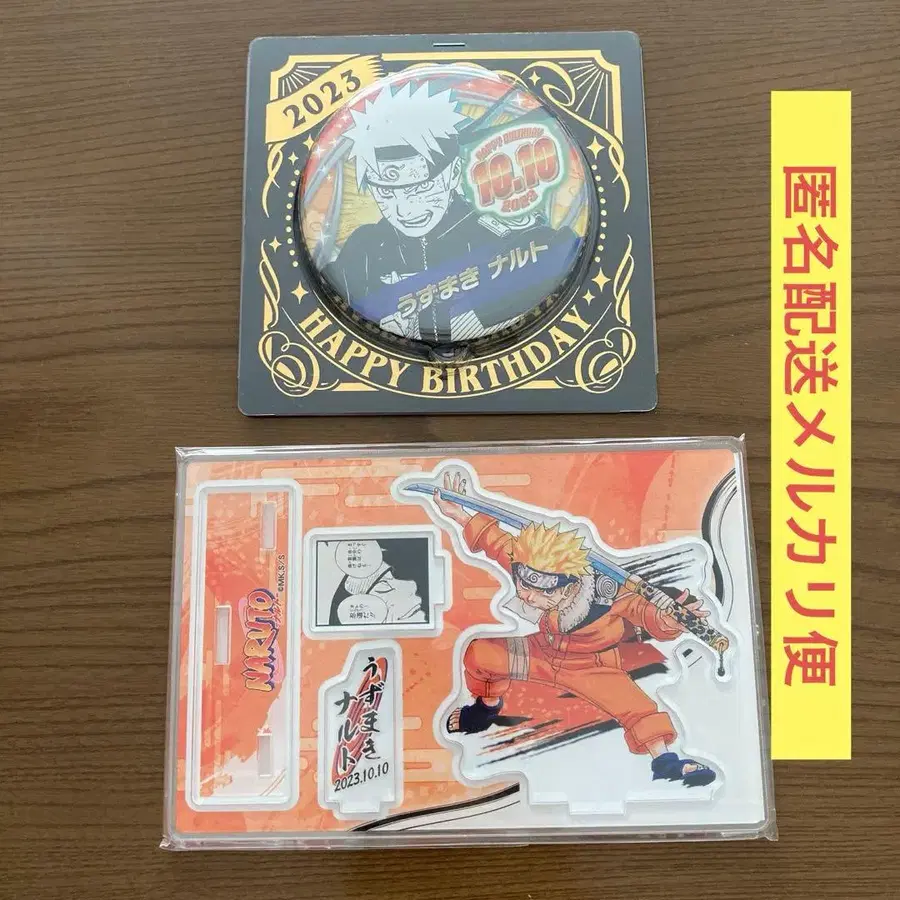 2023
HAPPY BIRTHDAY
10.10
2023
うずまき ナルト
HAPPY BIRTHDAY
匿名配送メルカリ便
NARUTO
©MK,S/S
うずまき
ナルト
2023.10.10